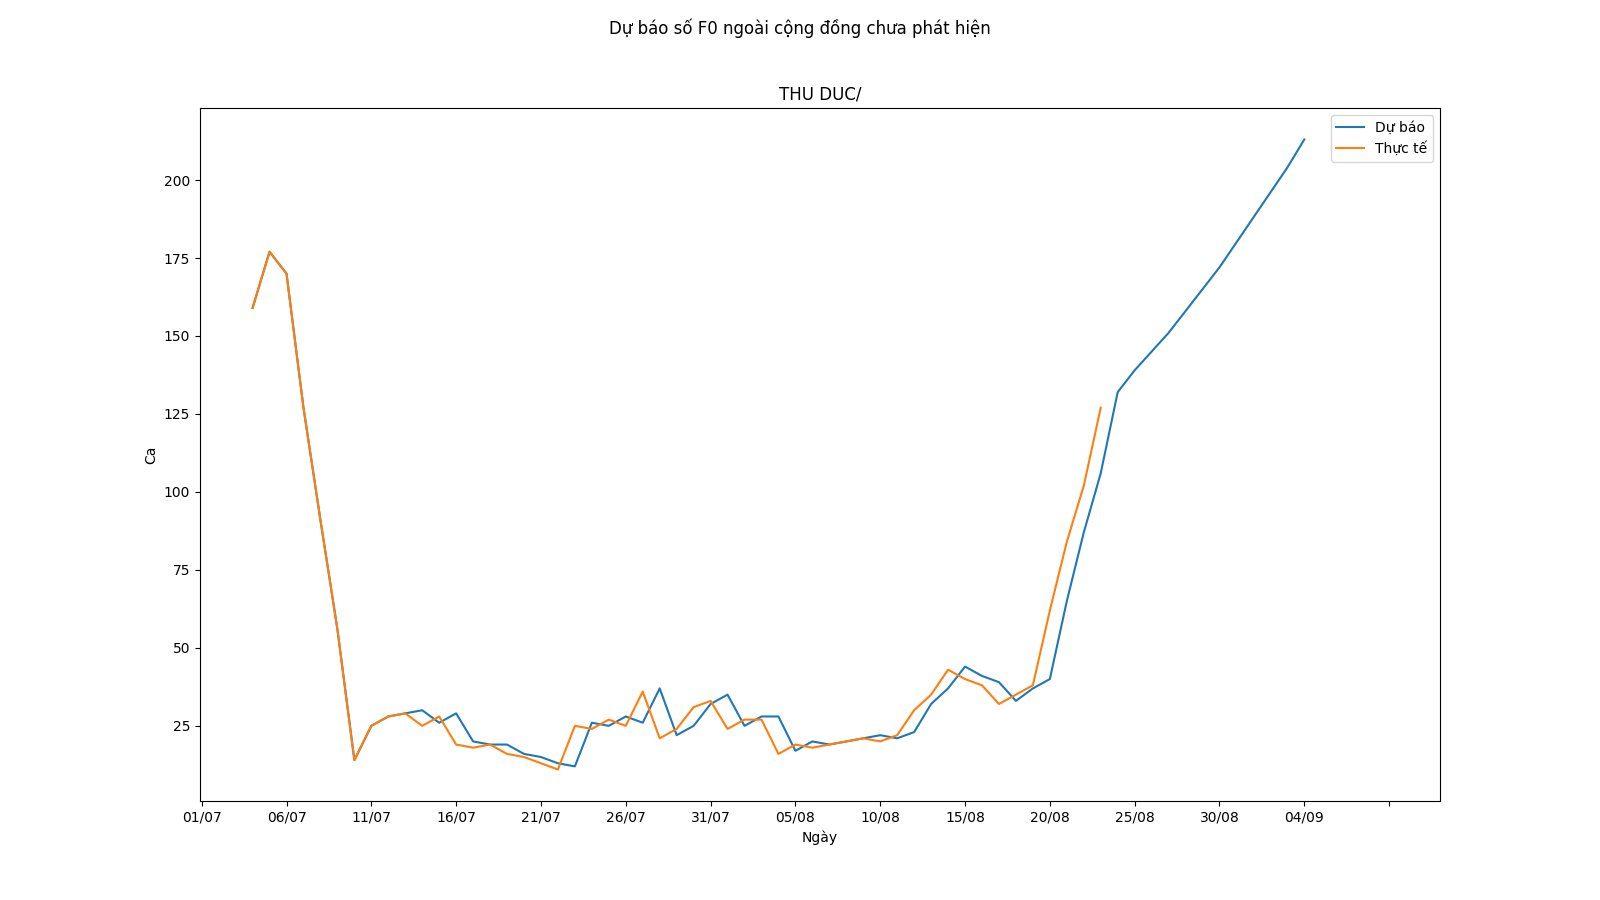 Dự báo số F0 ngoài cộng đồng chưa phát hiện
THU DUC/
Dự báo
Thực tế
200
175
150
125
100
75
50
25
Ca
01/07 06/07 11/07 16/07 21/07 26/07 31/07 05/08 10/08 15/08 20/08 25/08 30/08 04/09
Ngày